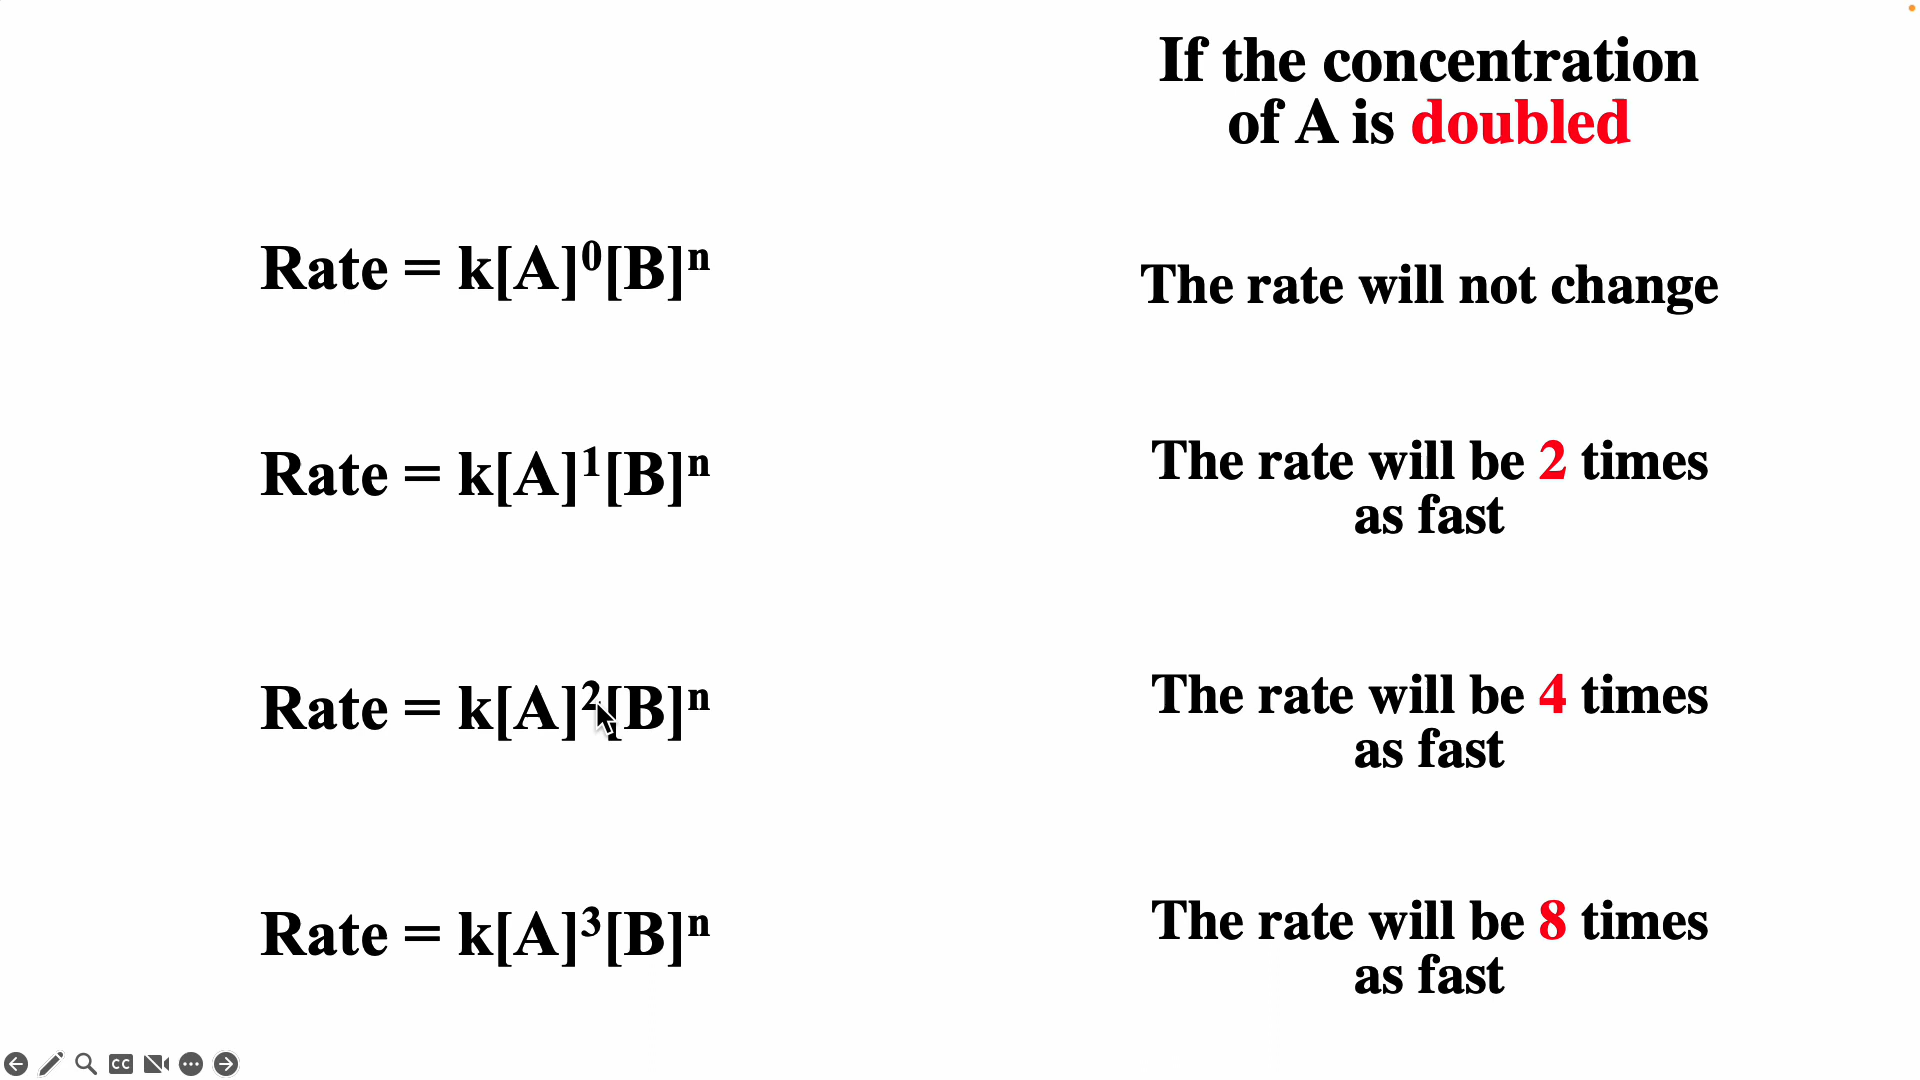 If the concentration
of A is doubled
Rate = k[A]⁰[B]ⁿ
The rate will not change
Rate = k[A]¹[B]ⁿ
The rate will be 2 times
as fast
Rate = k[A]²[B]ⁿ
The rate will be 4 times
as fast
Rate = k[A]³[B]ⁿ
The rate will be 8 times
as fast
CC